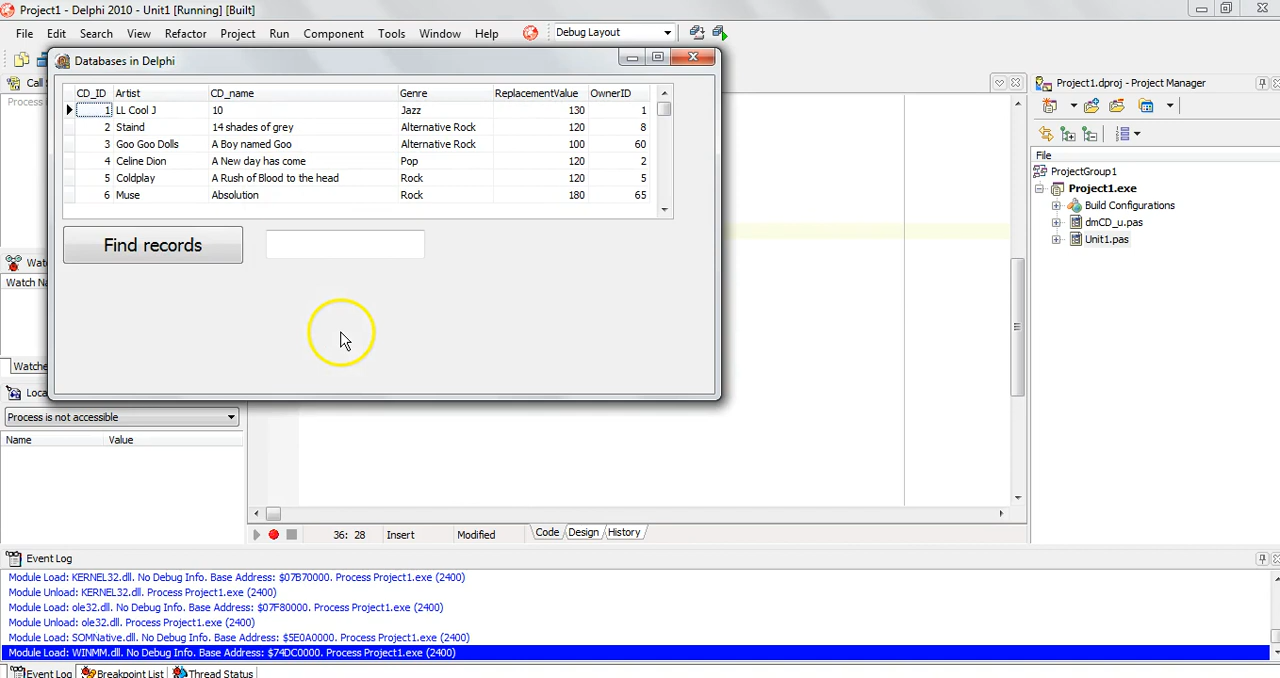 Project1 - Delphi 2010 - Unit1 [Running] [Built]
File Edit Search View Refactor Project Run Component Tools Window Help Debug Layout
Databases in Delphi
Call
Process
CD_ID Artist CD_name Genre ReplacementValue OwnerID
1 LL Cool J 10 Jazz 130 1
2 Staind 14 shades of grey Alternative Rock 120 8
3 Goo Goo Dolls A Boy named Goo Alternative Rock 100 60
4 Celine Dion A New day has come Pop 120 2
5 Coldplay A Rush of Blood to the head Rock 120 5
6 Muse Absolution Rock 180 65
Find records
Project1.dproj - Project Manager
File
ProjectGroup1
Project1.exe
Build Configurations
dmCD_u.pas
Unit1.pas
Watch Na
Watches
Loca
Process is not accessible
Name Value
36: 28 Insert Modified Code Design History
Event Log
Module Load: KERNEL32.dll. No Debug Info. Base Address: $07B70000. Process Project1.exe (2400)
Module Unload: KERNEL32.dll. Process Project1.exe (2400)
Module Load: ole32.dll. No Debug Info. Base Address: $07F80000. Process Project1.exe (2400)
Module Unload: ole32.dll. Process Project1.exe (2400)
Module Load: SOMNative.dll. No Debug Info. Base Address: $5E0A0000. Process Project1.exe (2400)
Module Load: WINMM.dll. No Debug Info. Base Address: $74DC0000. Process Project1.exe (2400)
Event Log Breakpoint List Thread Status